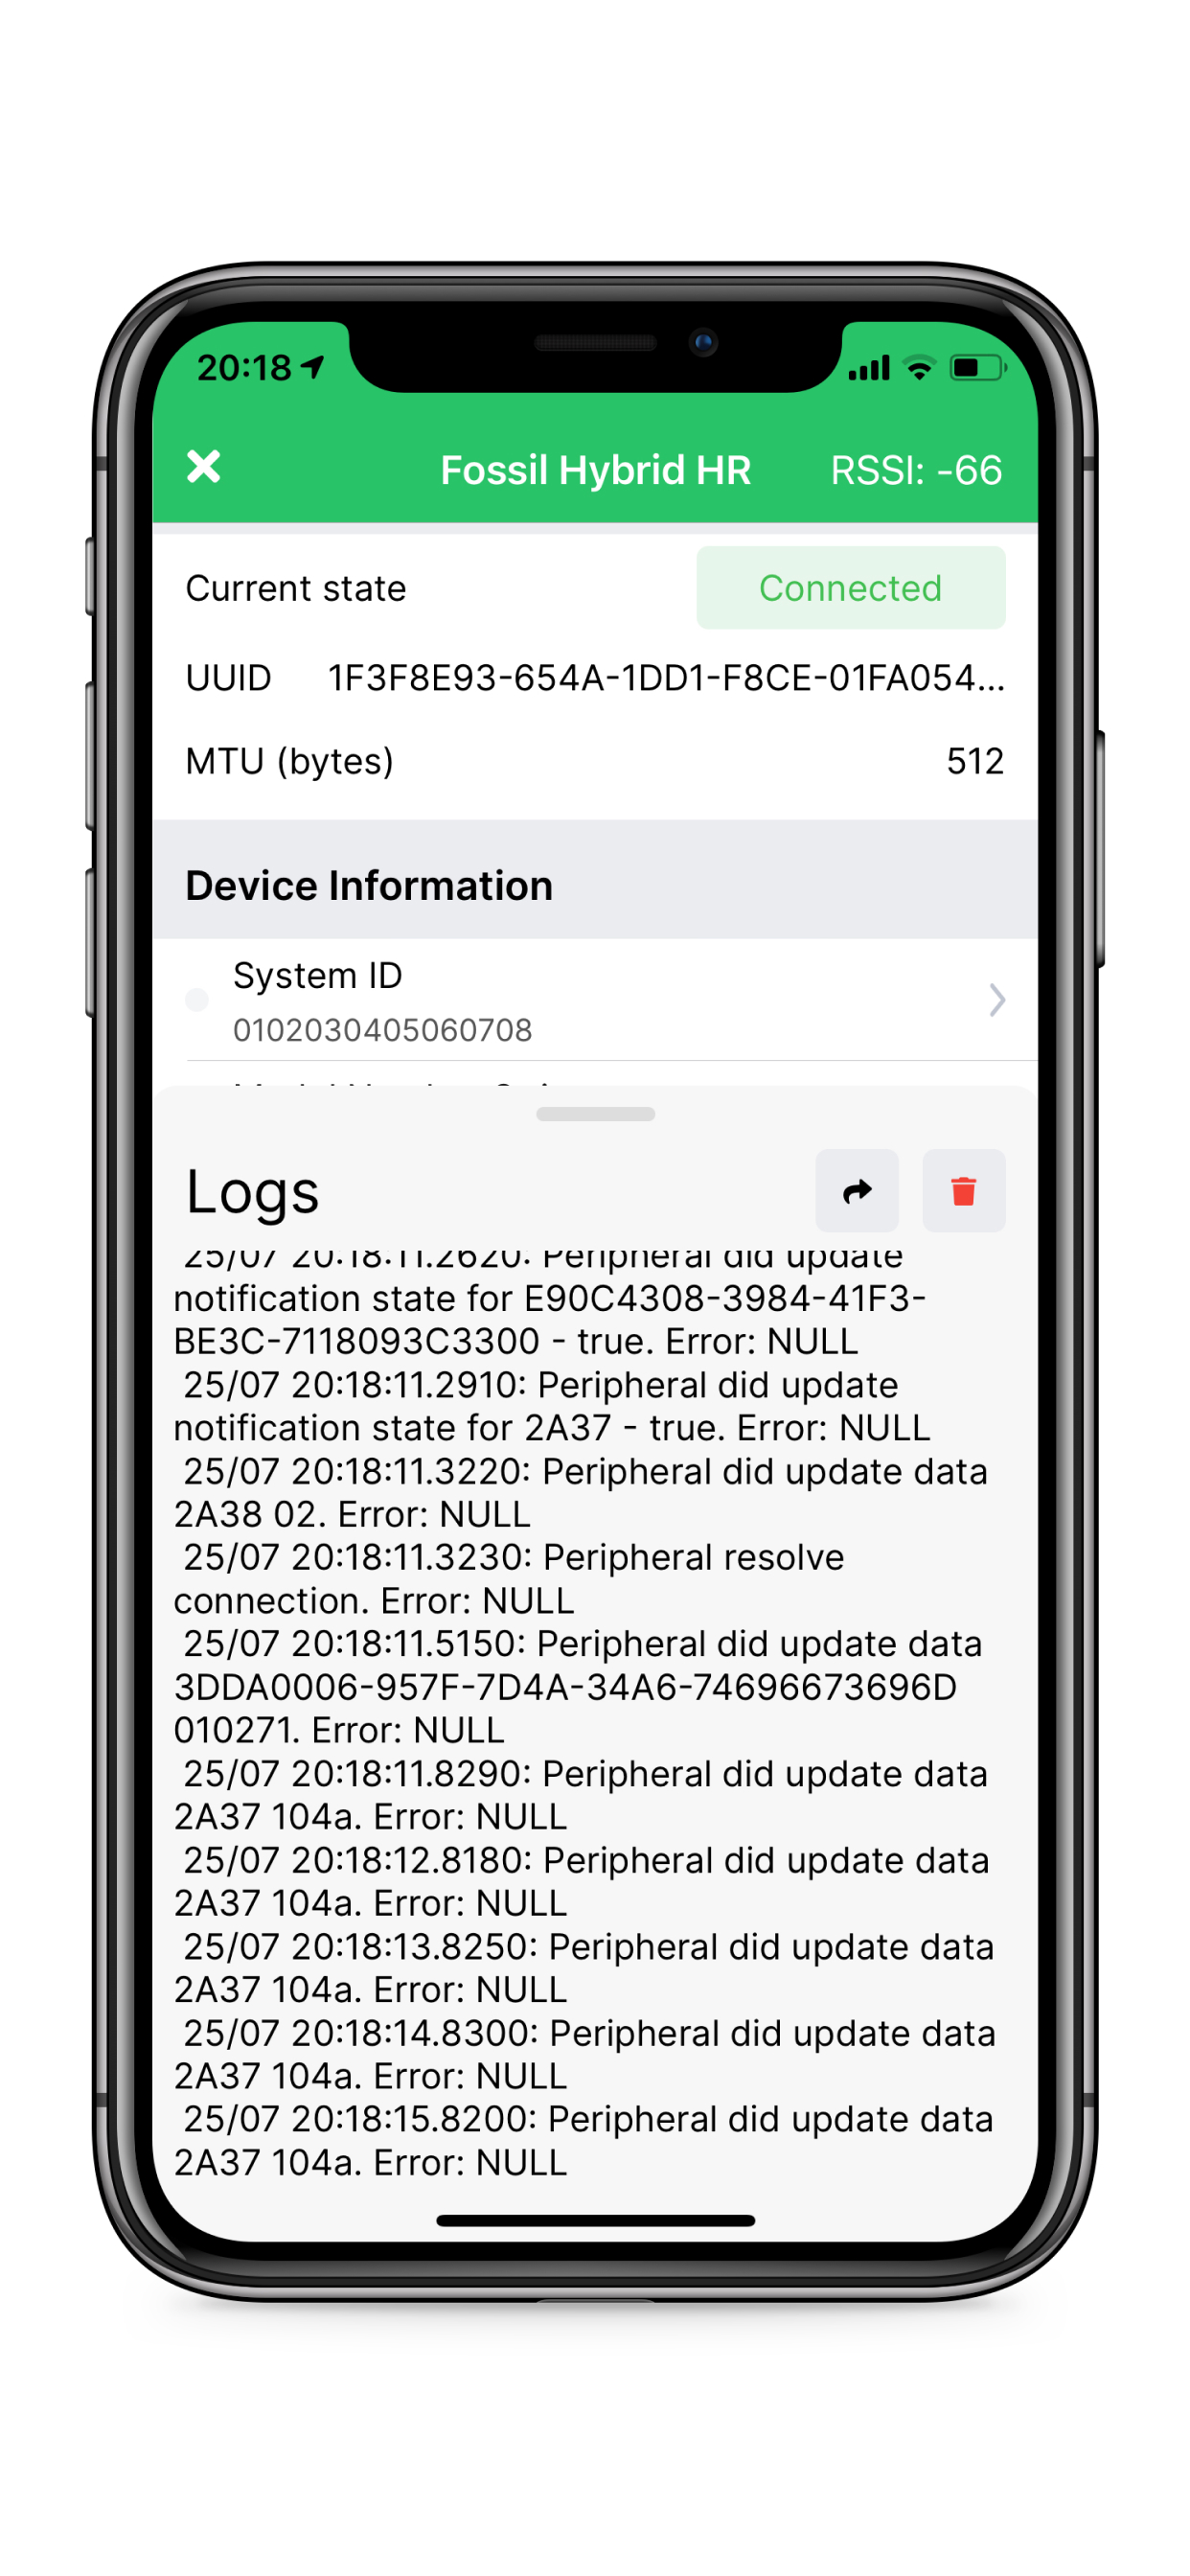 20:18
Fossil Hybrid HR
RSSI: -66
Current state
Connected
UUID 1F3F8E93-654A-1DD1-F8CE-01FA054...
MTU (bytes) 512
Device Information
System ID
0102030405060708
Logs
25/07 20:18:11.2620: Peripheral did update
notification state for E90C4308-3984-41F3-
BE3C-7118093C3300 - true. Error: NULL
25/07 20:18:11.2910: Peripheral did update
notification state for 2A37 - true. Error: NULL
25/07 20:18:11.3220: Peripheral did update data
2A38 02. Error: NULL
25/07 20:18:11.3230: Peripheral resolve
connection. Error: NULL
25/07 20:18:11.5150: Peripheral did update data
3DDA0006-957F-7D4A-34A6-74696673696D
010271. Error: NULL
25/07 20:18:11.8290: Peripheral did update data
2A37 104a. Error: NULL
25/07 20:18:12.8180: Peripheral did update data
2A37 104a. Error: NULL
25/07 20:18:13.8250: Peripheral did update data
2A37 104a. Error: NULL
25/07 20:18:14.8300: Peripheral did update data
2A37 104a. Error: NULL
25/07 20:18:15.8200: Peripheral did update data
2A37 104a. Error: NULL